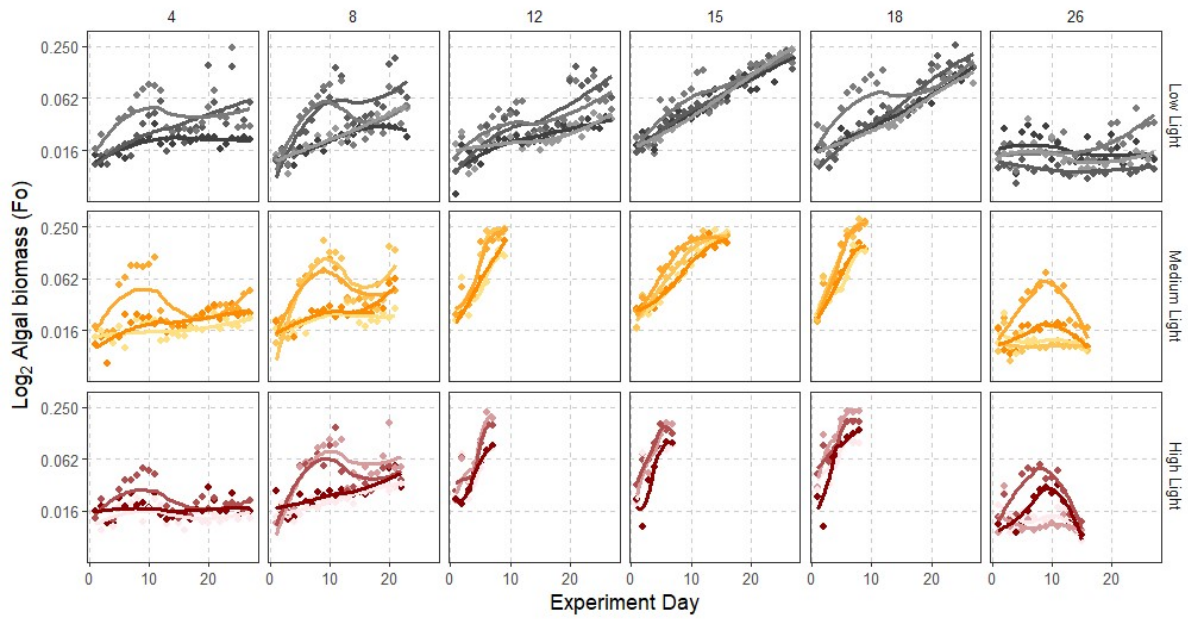 4 8 12 15 18 26
0.250
0.062
0.016
Low Light
0.250
0.062
0.016
Medium Light
0.250
0.062
0.016
High Light
Log2 Algal biomass (Fo)
0 10 20 0 10 20 0 10 20 0 10 20 0 10 20 0 10 20
Experiment Day